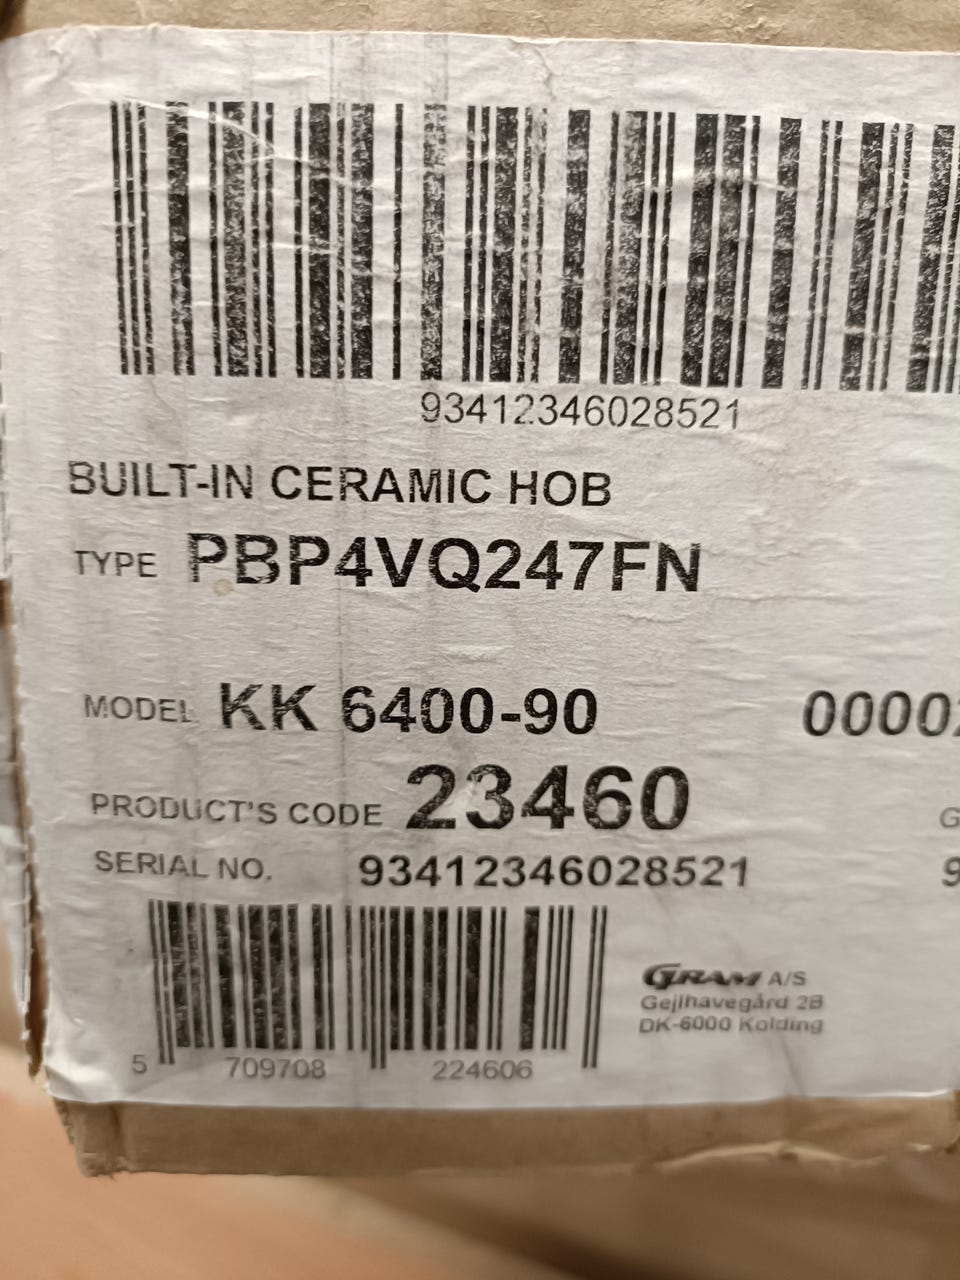 93412346028521
BUILT-IN CERAMIC HOB
TYPE PBP4VQ247FN
MODEL KK 6400-90
PRODUCT'S CODE 23460
SERIAL NO. 93412346028521
GRAM A/S
Gejlhavegård 2B
DK-6000 Kolding
5 709708 224606